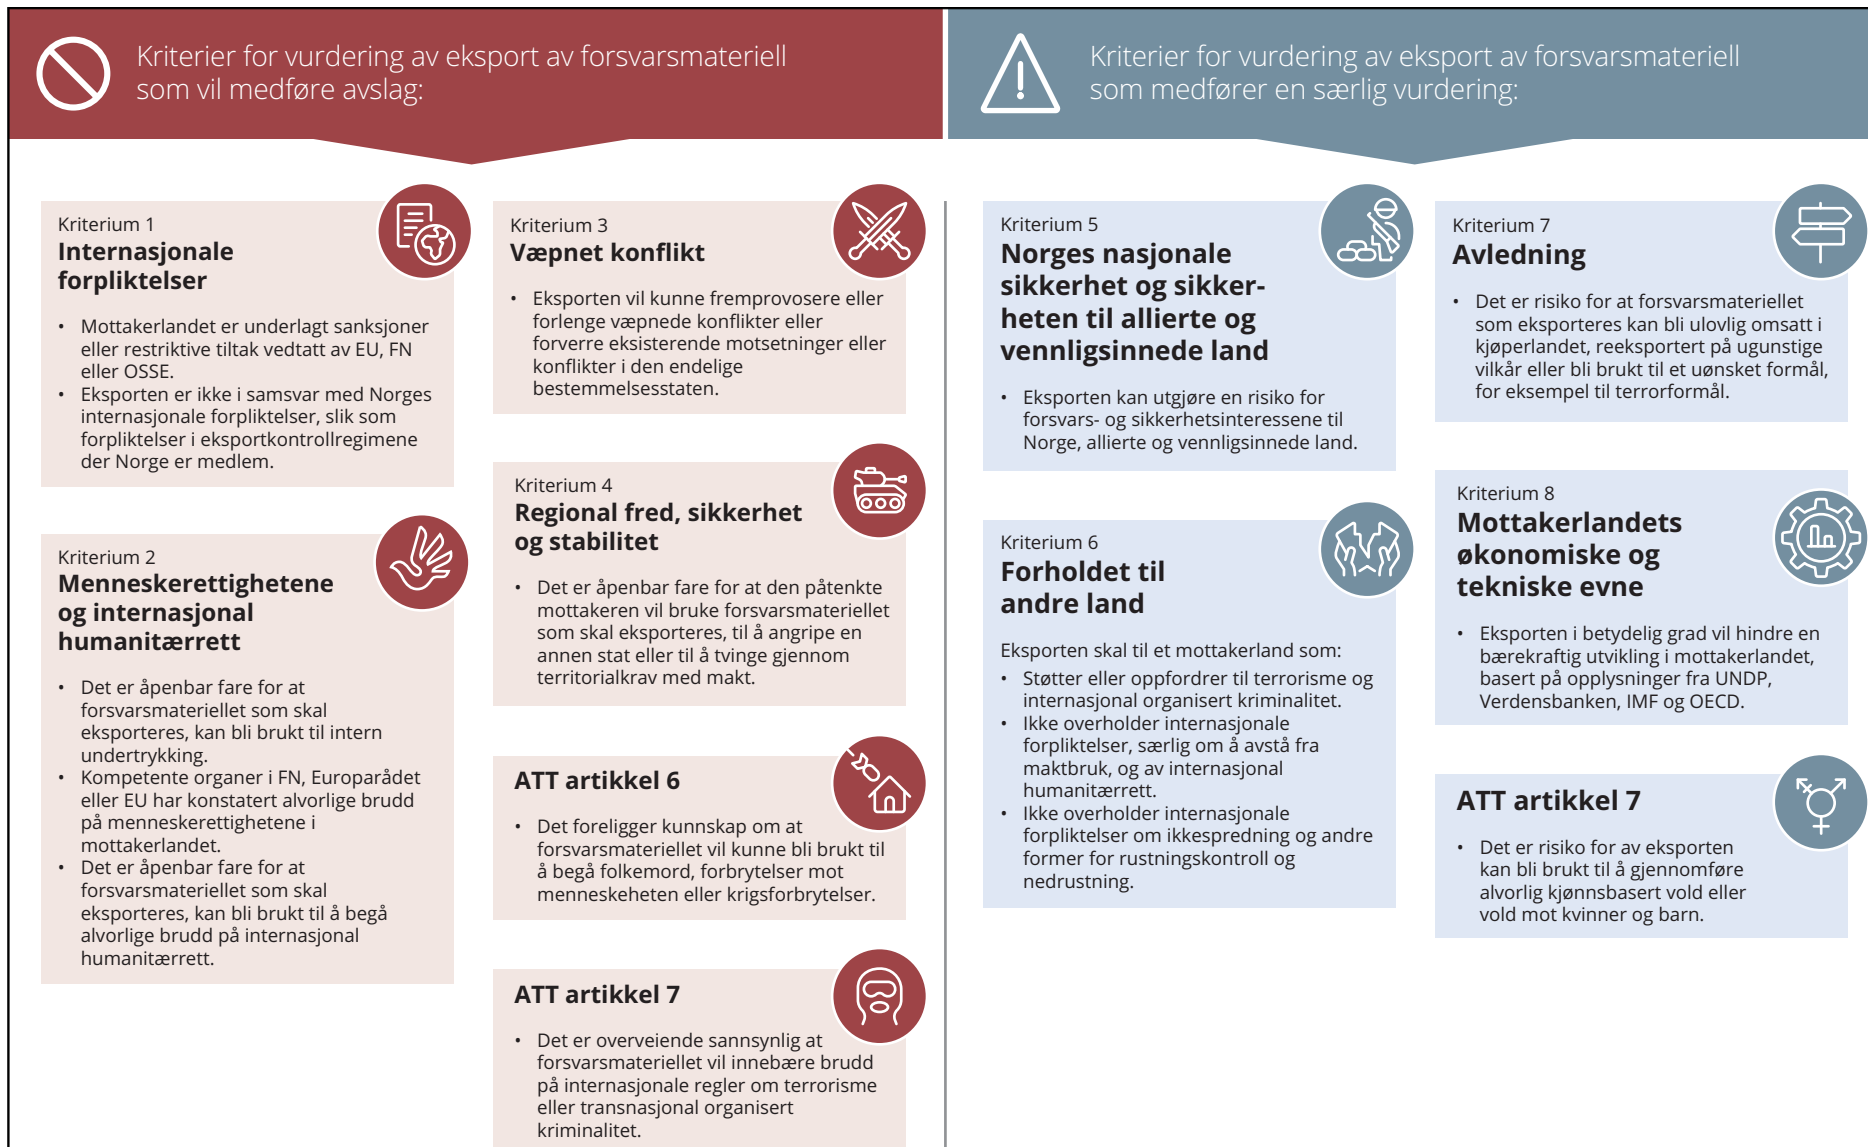 Kriterier for vurdering av eksport av forsvarsmateriell
som vil medføre avslag:
Kriterium 1
Internasjonale
forpliktelser
• Mottakerlandet er underlagt sanksjoner
eller restriktive tiltak vedtatt av EU, FN
eller OSSE.
• Eksporten er ikke i samsvar med Norges
internasjonale forpliktelser, slik som
forpliktelser i eksportkontrollregimene
der Norge er medlem.
Kriterium 2
Menneskerettighetene
og internasjonal
humanitærrett
• Det er åpenbar fare for at
forsvarsmateriellet som skal
eksporteres, kan bli brukt til intern
undertrykking.
• Kompetente organer i FN, Europarådet
eller EU har konstatert alvorlige brudd
på menneskerettighetene i
mottakerlandet.
• Det er åpenbar fare for at
forsvarsmateriellet som skal
eksporteres, kan bli brukt til å begå
alvorlige brudd på internasjonal
humanitærrett.
Kriterium 3
Væpnet konflikt
• Eksporten vil kunne fremprovosere eller
forlenge væpnede konflikter eller
forverre eksisterende motsetninger eller
konflikter i den endelige
bestemmelsesstaten.
Kriterium 4
Regional fred, sikkerhet
og stabilitet
• Det er åpenbar fare for at den påtenkte
mottakeren vil bruke forsvarsmateriellet
som skal eksporteres, til å angripe en
annen stat eller til å tvinge gjennom
territorialkrav med makt.
ATT artikkel 6
• Det foreligger kunnskap om at
forsvarsmateriellet vil kunne bli brukt til
å begå folkemord, forbrytelser mot
menneskeheten eller krigsforbrytelser.
ATT artikkel 7
• Det er overveiende sannsynlig at
forsvarsmateriellet vil innebære brudd
på internasjonale regler om terrorisme
eller transnasjonal organisert
kriminalitet.
Kriterier for vurdering av eksport av forsvarsmateriell
som medfører en særlig vurdering:
Kriterium 5
Norges nasjonale
sikkerhet og sikker-
heten til allierte og
vennligsinnede land
• Eksporten kan utgjøre en risiko for
forsvars- og sikkerhetsinteressene til
Norge, allierte og vennligsinnede land.
Kriterium 6
Forholdet til
andre land
Eksporten skal til et mottakerland som:
• Støtter eller oppfordrer til terrorisme og
internasjonal organisert kriminalitet.
• Ikke overholder internasjonale
forpliktelser, særlig om å avstå fra
maktbruk, og av internasjonal
humanitærrett.
• Ikke overholder internasjonale
forpliktelser om ikkespredning og andre
former for rustningskontroll og
nedrustning.
Kriterium 7
Avledning
• Det er risiko for at forsvarsmateriellet
som eksporteres kan bli ulovlig omsatt i
kjøperlandet, reeksportert på ugunstige
vilkår eller bli brukt til et uønsket formål,
for eksempel til terrorformål.
Kriterium 8
Mottakerlandets
økonomiske og
tekniske evne
• Eksporten i betydelig grad vil hindre en
bærekraftig utvikling i mottakerlandet,
basert på opplysninger fra UNDP,
Verdensbanken, IMF og OECD.
ATT artikkel 7
• Det er risiko for av eksporten
kan bli brukt til å gjennomføre
alvorlig kjønnsbasert vold eller
vold mot kvinner og barn.